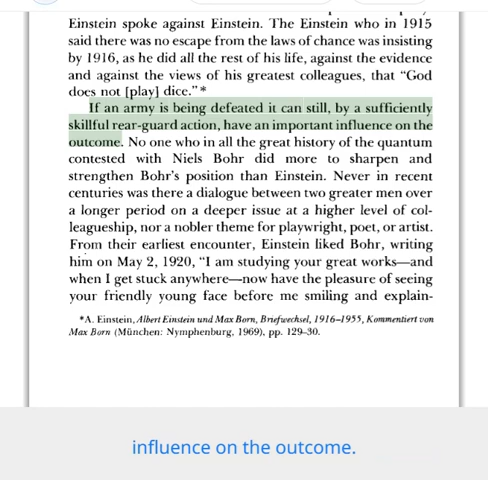 Einstein spoke against Einstein. The Einstein who in 1915
said there was no escape from the laws of chance was insisting
by 1916, as he did all the rest of his life, against the evidence
and against the views of his greatest colleagues, that “God
does not [play] dice.”*
If an army is being defeated it can still, by a sufficiently
skillful rear-guard action, have an important influence on the
outcome. No one who in all the great history of the quantum
contested with Niels Bohr did more to sharpen and
strengthen Bohr’s position than Einstein. Never in recent
centuries was there a dialogue between two greater men over
a longer period on a deeper issue at a higher level of col-
leagueship, nor a nobler theme for playwright, poet, or artist.
From their earliest encounter, Einstein liked Bohr, writing
him on May 2, 1920, “I am studying your great works—and
when I get stuck anywhere—now have the pleasure of seeing
your friendly young face before me smiling and explain-
*A. Einstein, Albert Einstein und Max Born, Briefwechsel, 1916–1955, Kommentiert von
Max Born (München: Nymphenburg, 1969), pp. 129–30.
influence on the outcome.